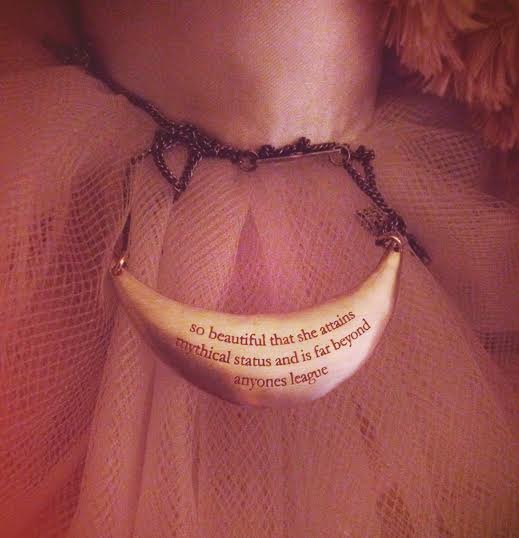 so beautiful that she attains
mythical status and is far beyond
anyones league